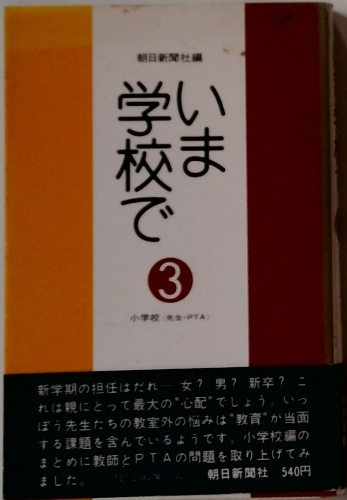 朝日新聞社編
いま
学校で
3
小学校〈先生・PTA〉
新学期の担任はだれ―女？男？新卒？こ
れは親にとって最大の“心配”でしょう。いっ
ぽう先生たちの教室外の悩みは“教育”が当面
する課題を含んでいるようです。小学校編の
まとめに教師とPTAの問題を取り上げてみ
ました。
朝日新聞社 540円